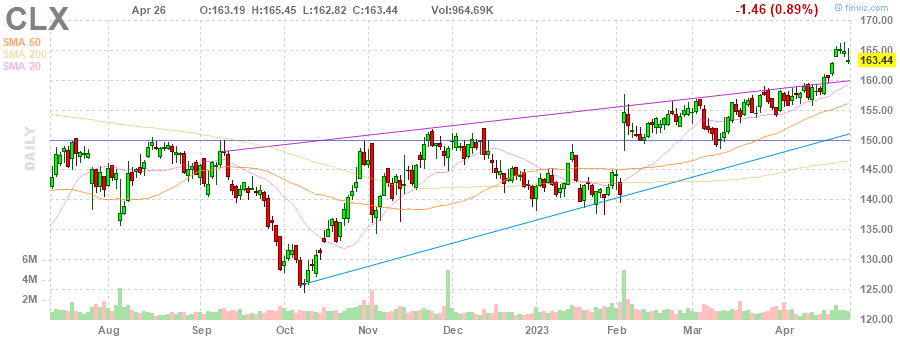 CLX Apr 26 O:163.19 H:165.45 L:162.82 C:163.44 Vol:964.69K -1.46 (0.89%) © finviz.com
SMA 50
SMA 200
SMA 20
DAILY
170.00
165.00
163.44
160.00
155.00
150.00
145.00
140.00
135.00
130.00
125.00
120.00
6M
4M
2M
Aug Sep Oct Nov Dec 2023 Feb Mar Apr